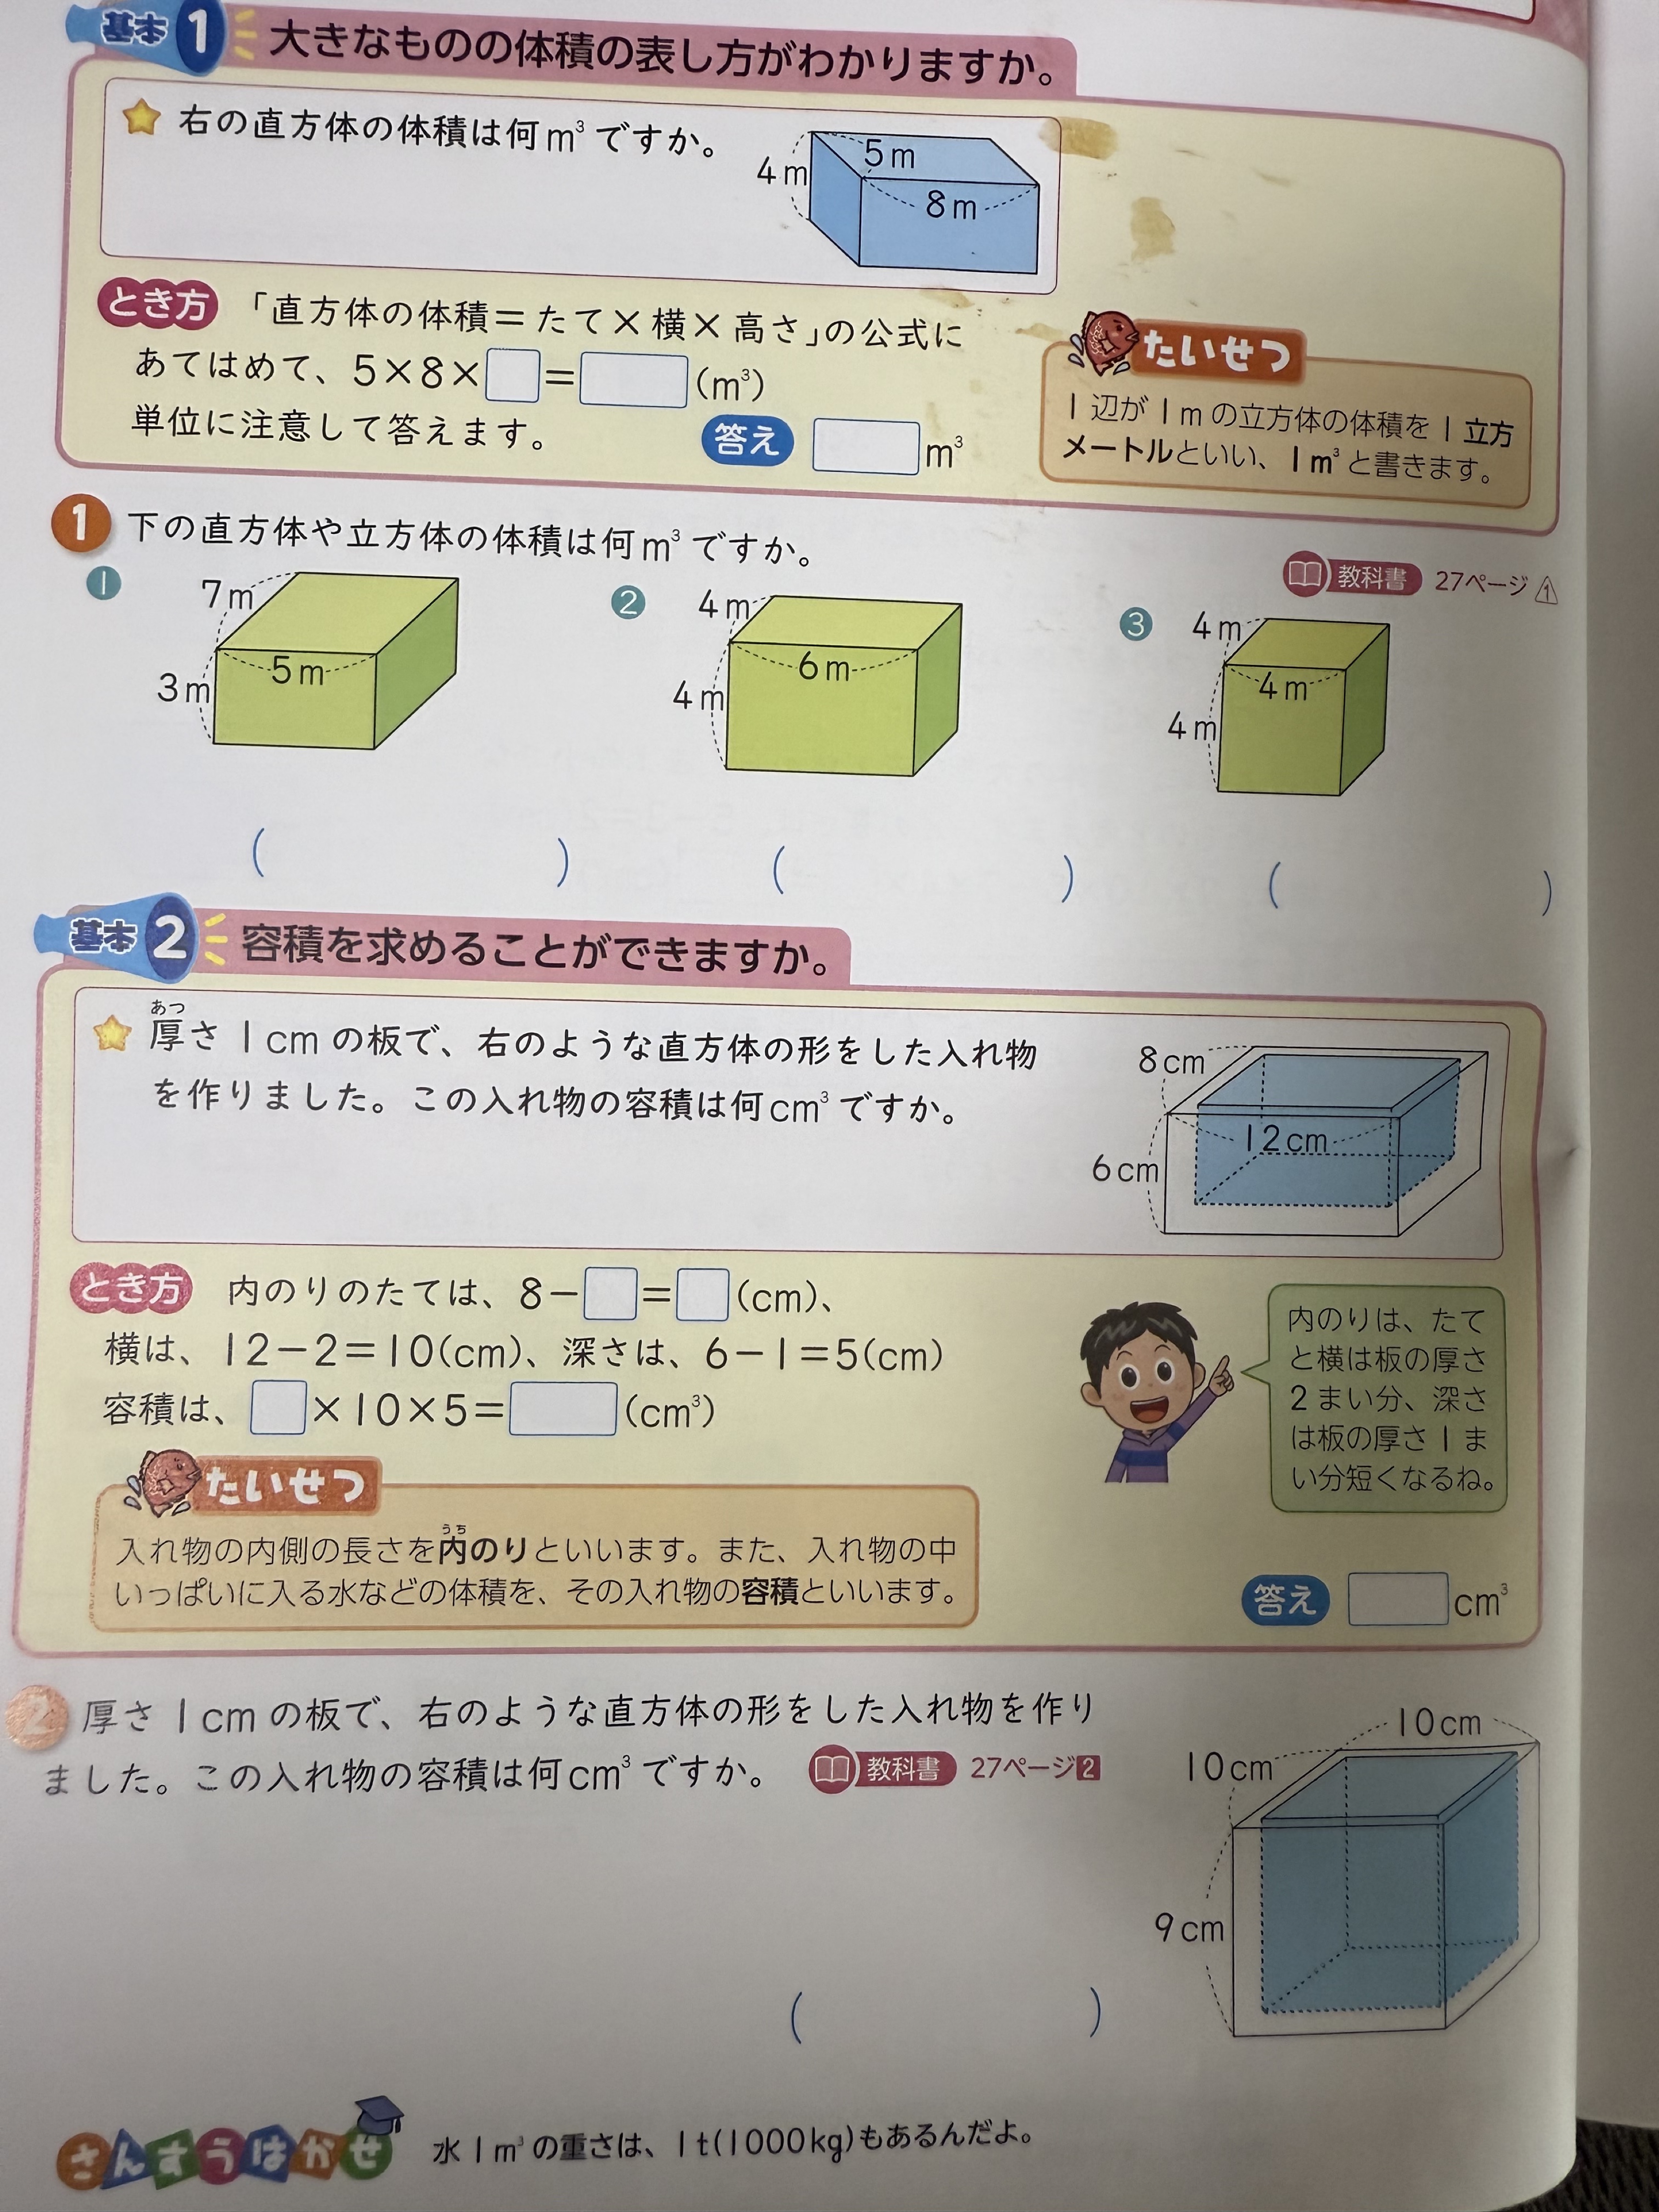 基本 1 大きなものの体積の表し方がわかりますか。
右の直方体の体積は何m³ですか。
5m
4m
8m
とき方 「直方体の体積＝たて×横×高さ」の公式に
あてはめて、5×8×□＝□(m³)
単位に注意して答えます。
答え □ m³
たいせつ
1辺が1mの立方体の体積を1立方
メートルといい、1m³と書きます。
1 下の直方体や立方体の体積は何m³ですか。
教科書 27ページ 1
1
7m
5m
3m
2
4m
6m
4m
3
4m
4m
4m
( )
( )
( )
基本 2 容積を求めることができますか。
あつ
厚さ1cmの板で、右のような直方体の形をした入れ物
を作りました。この入れ物の容積は何cm³ですか。
8cm
12cm
6cm
とき方 内のりのたては、8－□＝□(cm)、
横は、12－2＝10(cm)、深さは、6－1＝5(cm)
容積は、□×10×5＝□(cm³)
内のりは、たて
と横は板の厚さ
2まい分、深さ
は板の厚さ1ま
い分短くなるね。
たいせつ
うち
入れ物の内側の長さを内のりといいます。また、入れ物の中
いっぱいに入る水などの体積を、その入れ物の容積といいます。
答え □ cm³
2 厚さ1cmの板で、右のような直方体の形をした入れ物を作り
ました。この入れ物の容積は何cm³ですか。
教科書 27ページ2
10cm
10cm
9cm
( )
さんすうはかせ 水1m³の重さは、1t(1000kg)もあるんだよ。